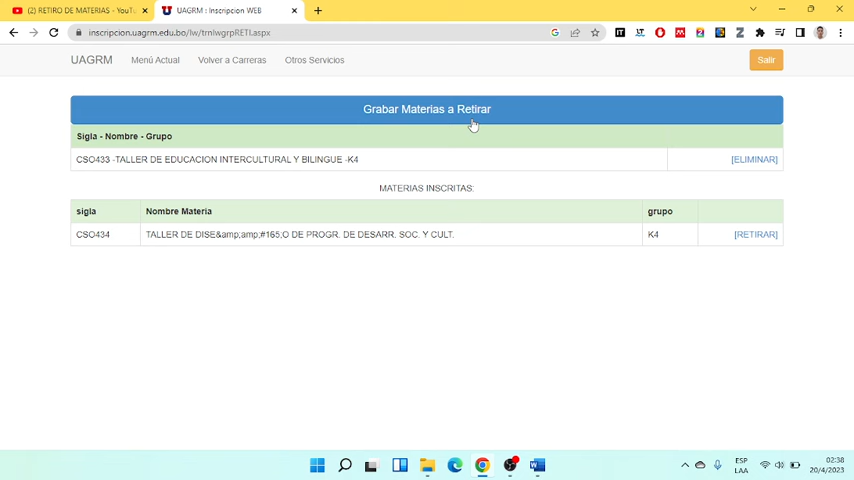 (2) RETIRO DE MATERIAS - YouTu
UAGRM : Inscripcion WEB
inscripcion.uagrm.edu.bo/lw/trnlwgrpRETI.aspx
UAGRM
Menú Actual
Volver a Carreras
Otros Servicios
Salir
Grabar Materias a Retirar
Sigla - Nombre - Grupo
CSO433 -TALLER DE EDUCACION INTERCULTURAL Y BILINGUE -K4 [ELIMINAR]
MATERIAS INSCRITAS:
sigla Nombre Materia grupo
CSO434 TALLER DE DISE&amp;amp;amp;#165;O DE PROGR. DE DESARR. SOC. Y CULT. K4 [RETIRAR]
ESP
LAA
02:38
20/4/2023